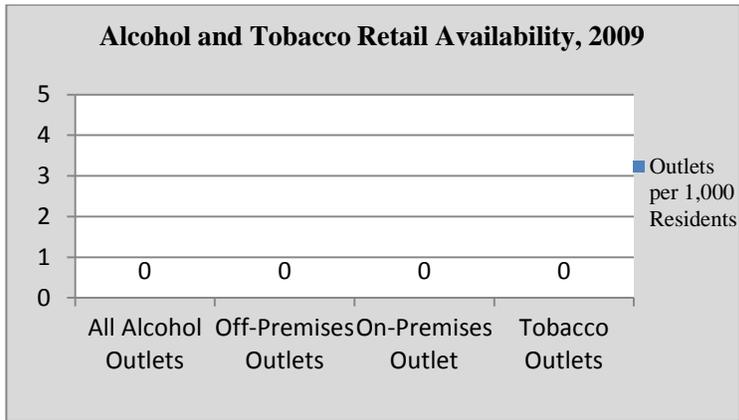 Alcohol and Tobacco Retail Availability, 2009
5
4
3
2
1
0
0 0 0 0
All Alcohol Off-Premises On-Premises Tobacco
Outlets Outlets Outlet Outlets
Outlets
per 1,000
Residents